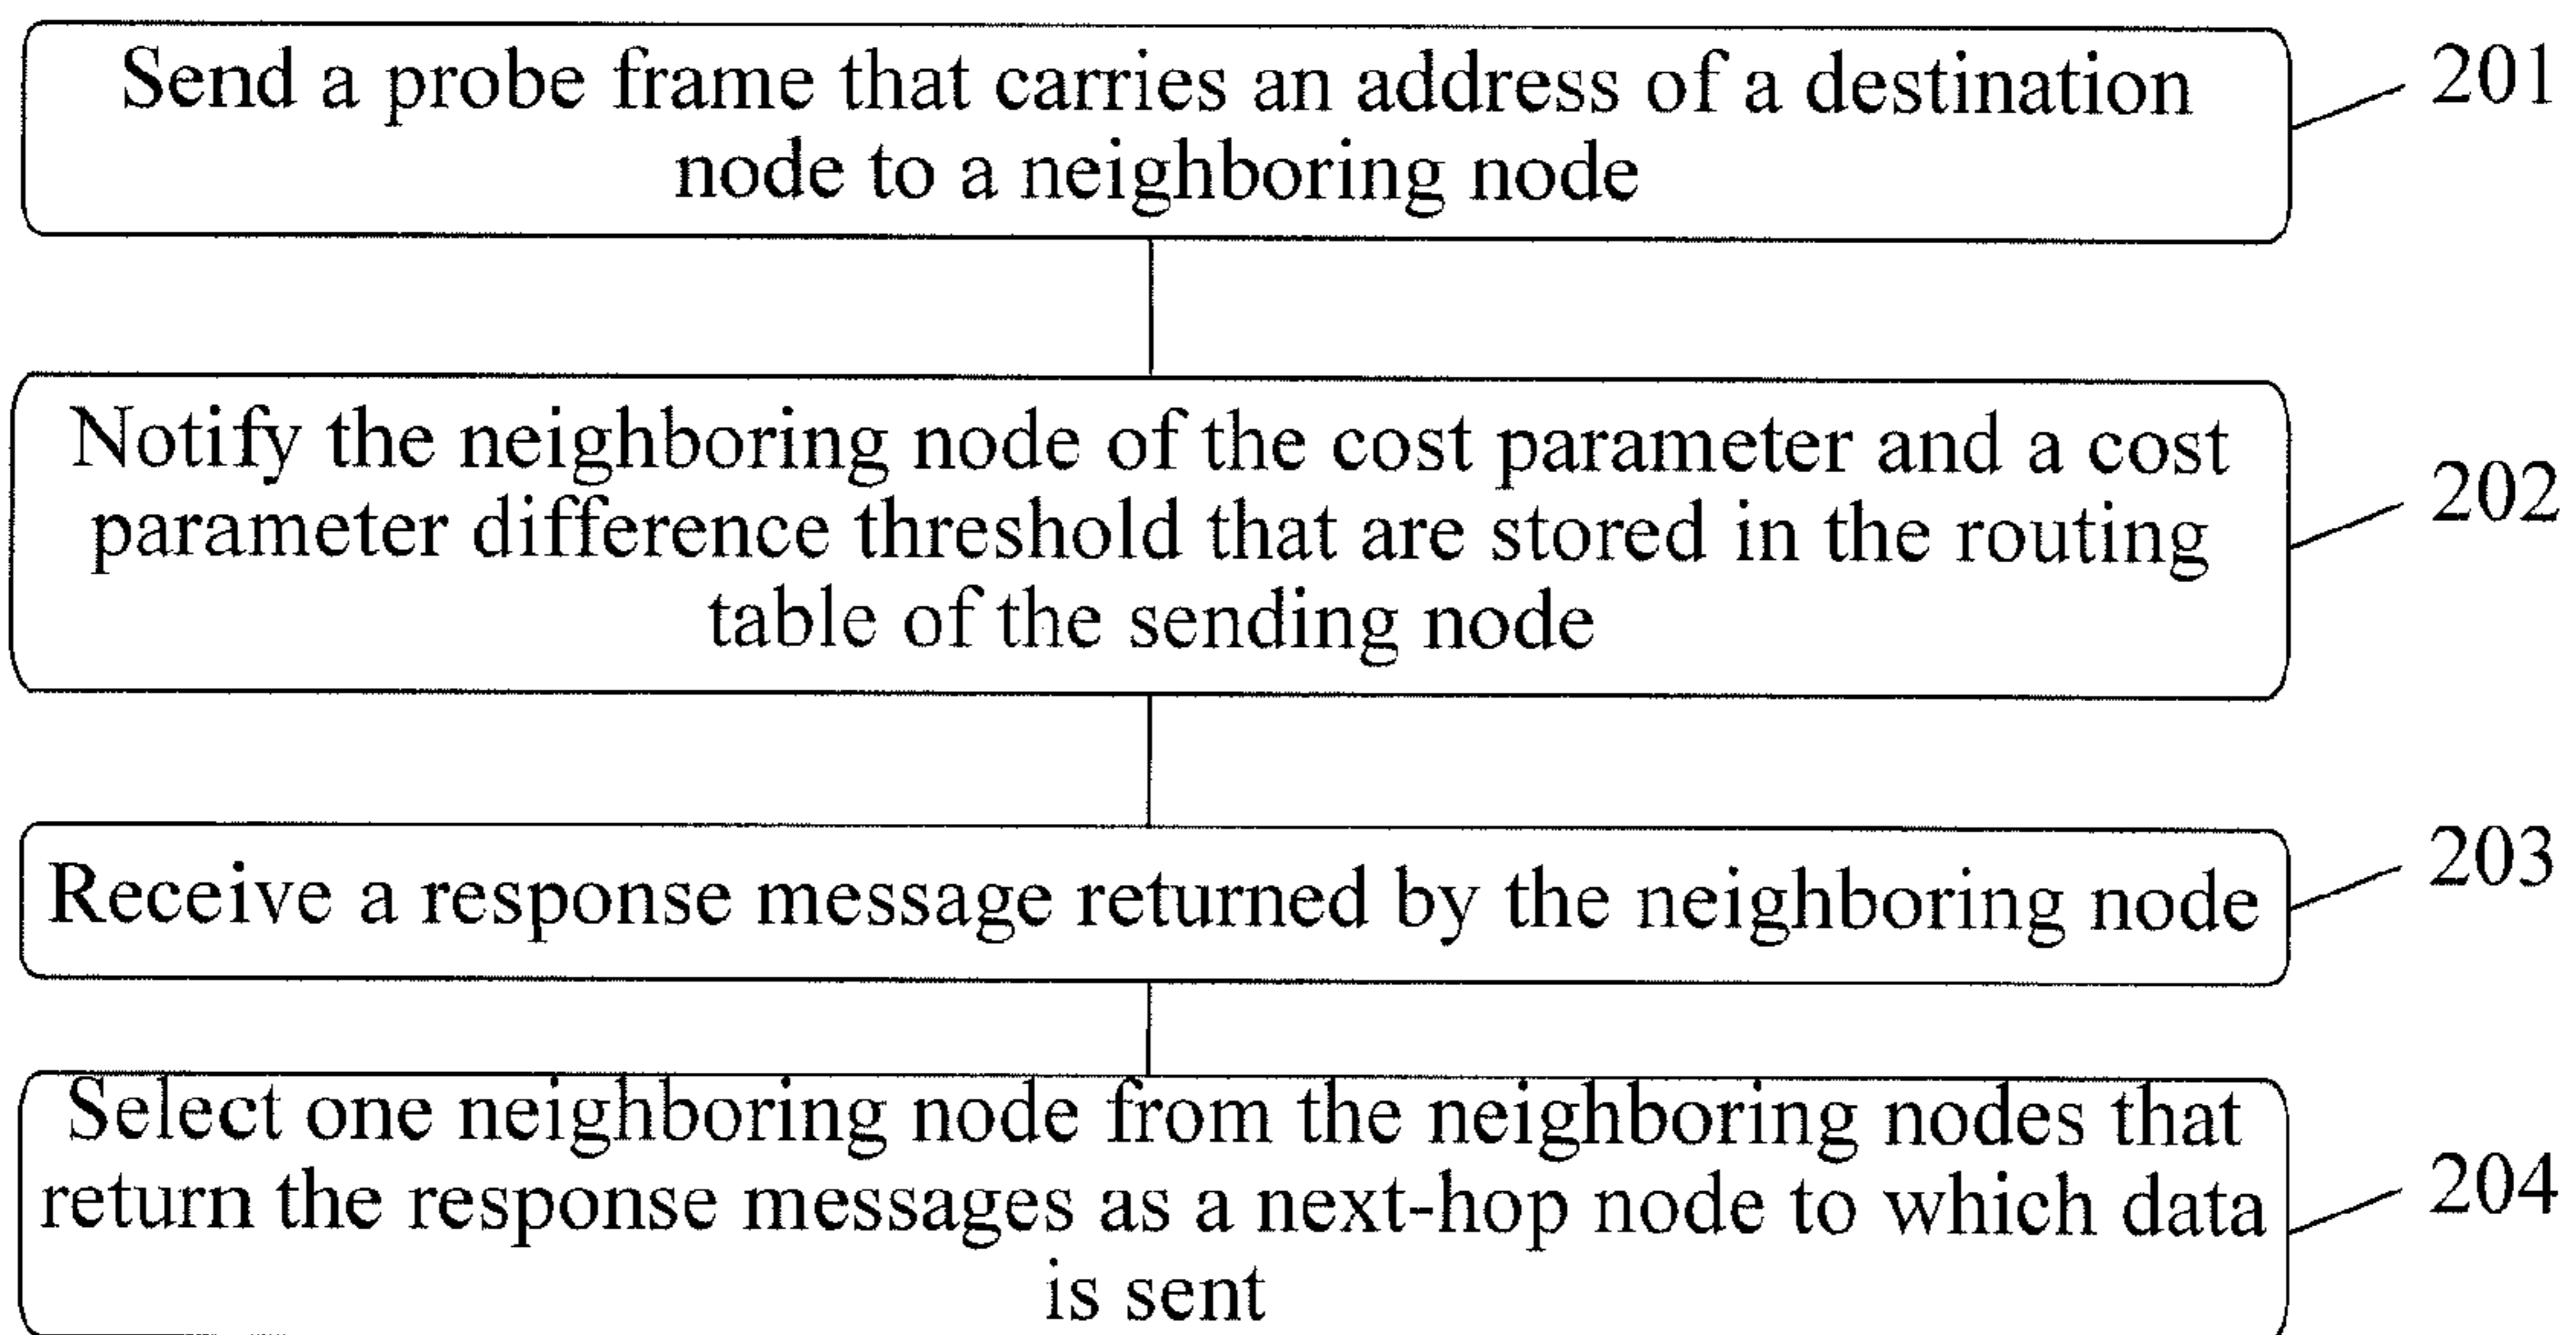 Send a probe frame that carries an address of a destination
node to a neighboring node
201
Notify the neighboring node of the cost parameter and a cost
parameter difference threshold that are stored in the routing
table of the sending node
202
Receive a response message returned by the neighboring node
203
Select one neighboring node from the neighboring nodes that
return the response messages as a next-hop node to which data
is sent
204